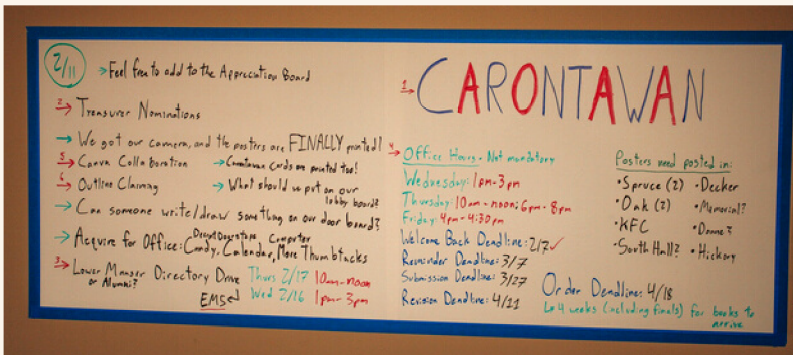 2/11
→ Feel free to add to the Appreciation Board
2→ Treasurer Nominations
→ We got our camera, and the posters are FINALLY printed!
5→ Canva Collaboration
→ Carontawan cards are printed too!
6→ Outline Claiming
→ What should we put on our lobby board?
→ Can someone write/draw something on our door board?
→ Acquire for Office: Candy, Calendar, More Thumbtacks
Computer
3→ Lower Manser Directory Drive
or Alumni?
Thurs 2/17 10am-noon
EMS
Wed 2/16 1pm-3pm
1→ CARONTAWAN
4→ Office Hours - Not mandatory
Wednesday: 1pm-3pm
Thursday: 10am-noon; 6pm-8pm
Friday: 4pm-4:30pm
Welcome Back Deadline: 2/7 ✓
Reminder Deadline: 3/7
Submission Deadline: 3/27
Revision Deadline: 4/11
Posters need posted in:
• Spruce (2) • Decker
• Oak (2) • Memorial?
• KFC • Doane?
• South Hall? • Hickory
Order Deadline: 4/18
↳ 4 weeks (including finals) for books to
arrive